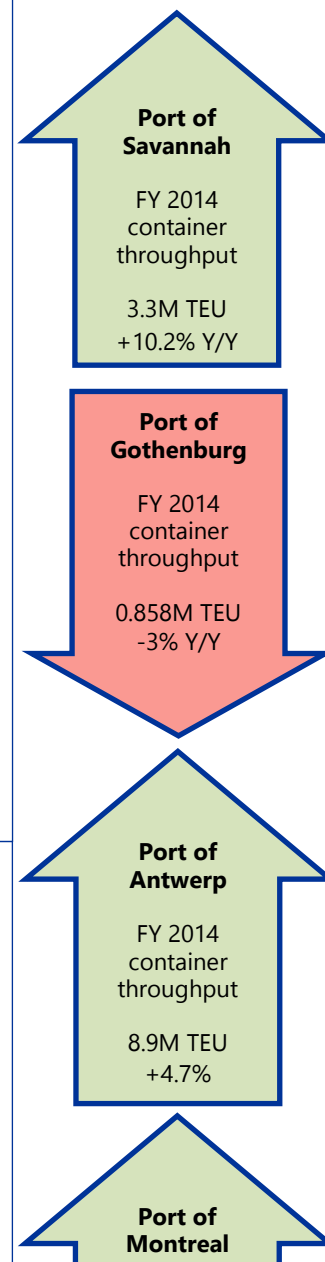 Port of
Savannah
FY 2014
container
throughput
3.3M TEU
+10.2% Y/Y
Port of
Gothenburg
FY 2014
container
throughput
0.858M TEU
-3% Y/Y
Port of
Antwerp
FY 2014
container
throughput
8.9M TEU
+4.7%
Port of
Montreal